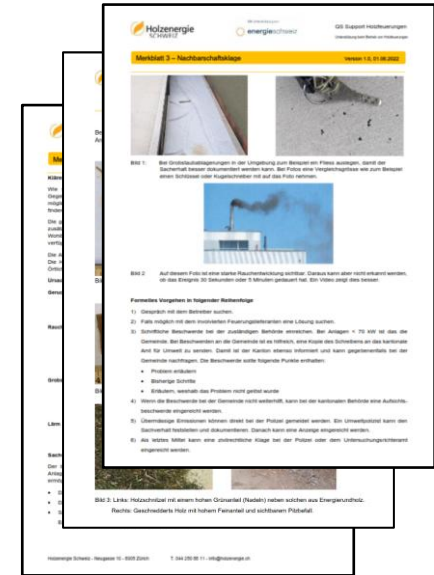 Holzenergie
SCHWEIZ
energieschweiz
QS Support Holzfeuerungen
Merkblatt 3 – Nachbarschaftsklage
Version 1.0, 01.06.2022
Bild 1: Bei Grobstaubablagerungen in der Umgebung zum Beispiel ein Fliess auslegen, damit der
Sachverhalt besser dokumentiert werden kann. Bei Fotos eine Vergleichsgrösse wie zum Beispiel
einen Schlüssel oder Kugelschreiber mit auf das Foto nehmen.
Bild 2 Auf diesem Foto ist eine starke Rauchentwicklung sichtbar. Daraus kann aber nicht erkannt werden,
ob das Ereignis 30 Sekunden oder 5 Minuten gedauert hat. Ein Video zeigt dies besser.
Formelles Vorgehen in folgender Reihenfolge
1) Gespräch mit dem Betreiber suchen.
2) Falls möglich mit dem involvierten Feuerungslieferanten eine Lösung suchen.
3) Schriftliche Beschwerde bei der zuständigen Behörde einreichen. Bei Anlagen < 70 kW ist das die
Gemeinde. Bei Beschwerden an die Gemeinde ist es hilfreich, eine Kopie des Schreibens an das kantonale
Amt für Umwelt zu senden. Damit ist der Kanton ebenso informiert und kann gegebenenfalls bei der
Gemeinde nachfragen. Die Beschwerde sollte folgende Punkte enthalten:
• Problem erläutern
• Bisherige Schritte
• Erläutern, weshalb das Problem nicht gelöst wurde
4) Wenn die Beschwerde bei der Gemeinde nicht weiterhilft, kann bei der kantonalen Behörde eine Aufsichts-
beschwerde eingereicht werden.
5) Übermässige Emissionen können direkt bei der Polizei gemeldet werden. Ein Umweltpolizist kann den
Sachverhalt feststellen und dokumentieren. Danach kann eine Anzeige eingereicht werden.
6) Als letztes Mittel kann eine zivilrechtliche Klage bei der Polizei oder dem Untersuchungsrichteramt
eingereicht werden.
Bild 3: Links: Holzschnitzel mit einem hohen Grünanteil (Nadeln) neben solchen aus Energierundholz.
Rechts: Geschreddertes Holz mit hohem Feinanteil und sichtbarem Pilzbefall.
Holzenergie Schweiz - Neugasse 10 - 8005 Zürich T. 044 250 88 11 - info@holzenergie.ch